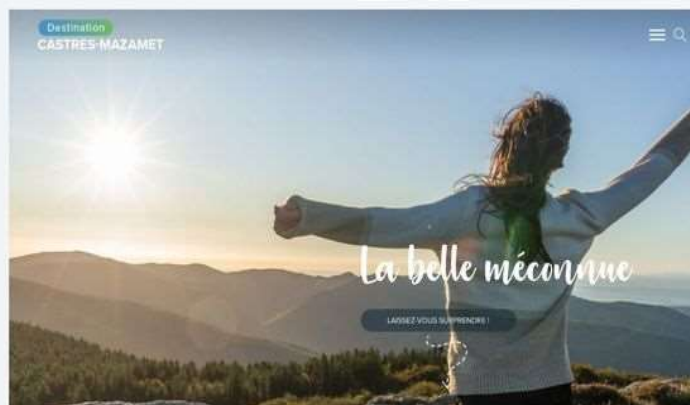 Destination
CASTRES-MAZAMET
La belle méconnue
LAISSEZ-VOUS SURPRENDRE !